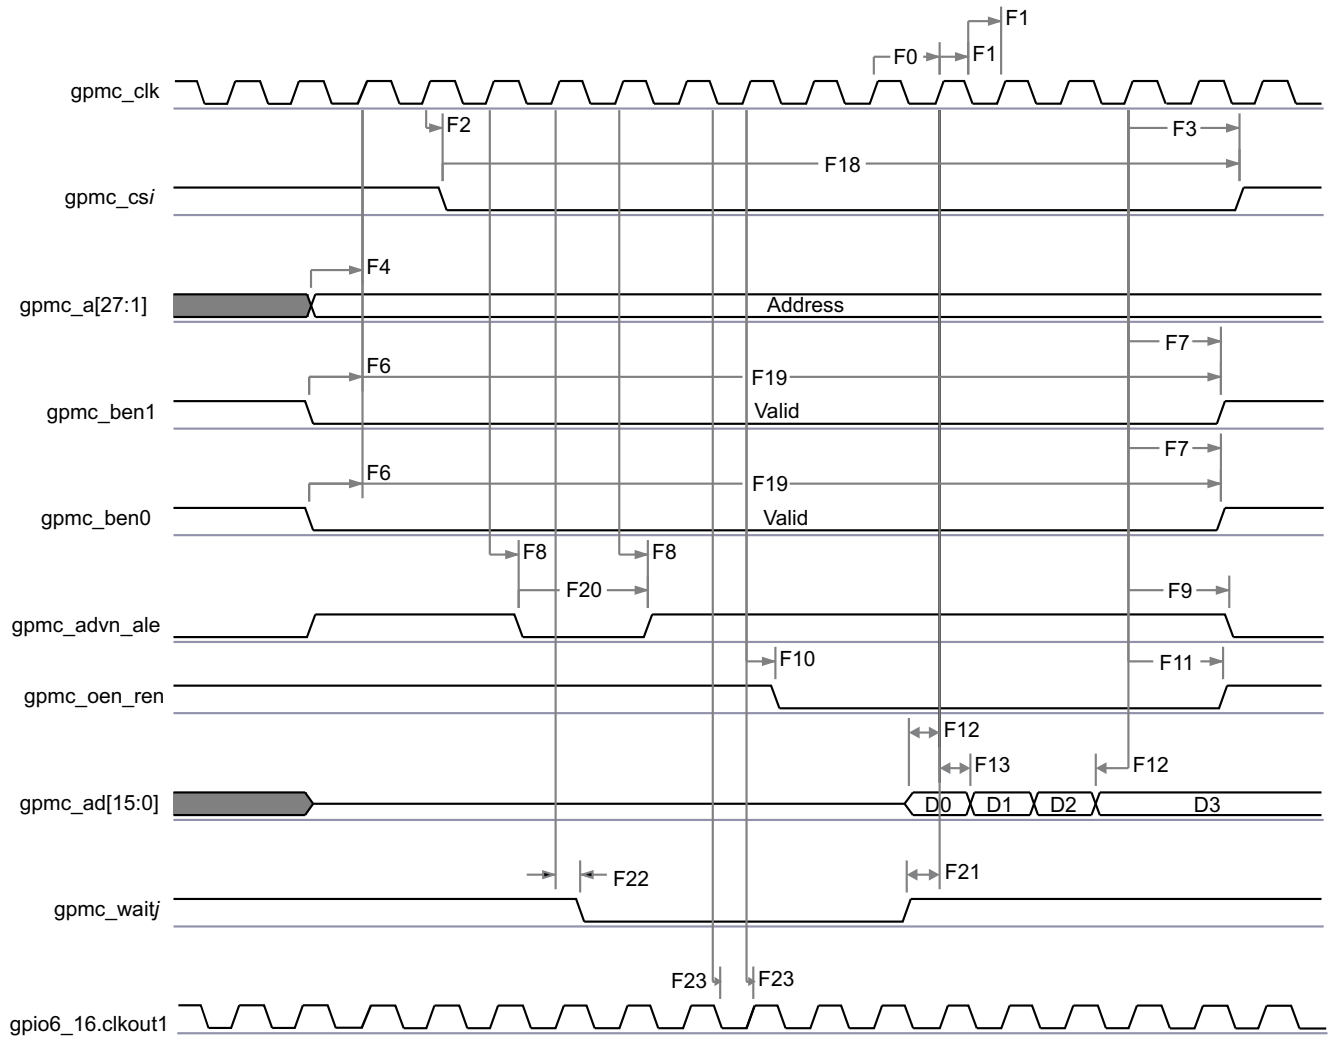 F1
F0
F1
gpmc_clk
F2
F3
F18
gpmc_csi
F4
gpmc_a[27:1]
Address
F7
F6
F19
gpmc_ben1
Valid
F7
F6
F19
gpmc_ben0
Valid
F8
F8
F20
F9
gpmc_advn_ale
F10
F11
gpmc_oen_ren
F12
F13
F12
gpmc_ad[15:0]
D0 D1 D2 D3
F22
F21
gpmc_waitj
F23
F23
gpio6_16.clkout1